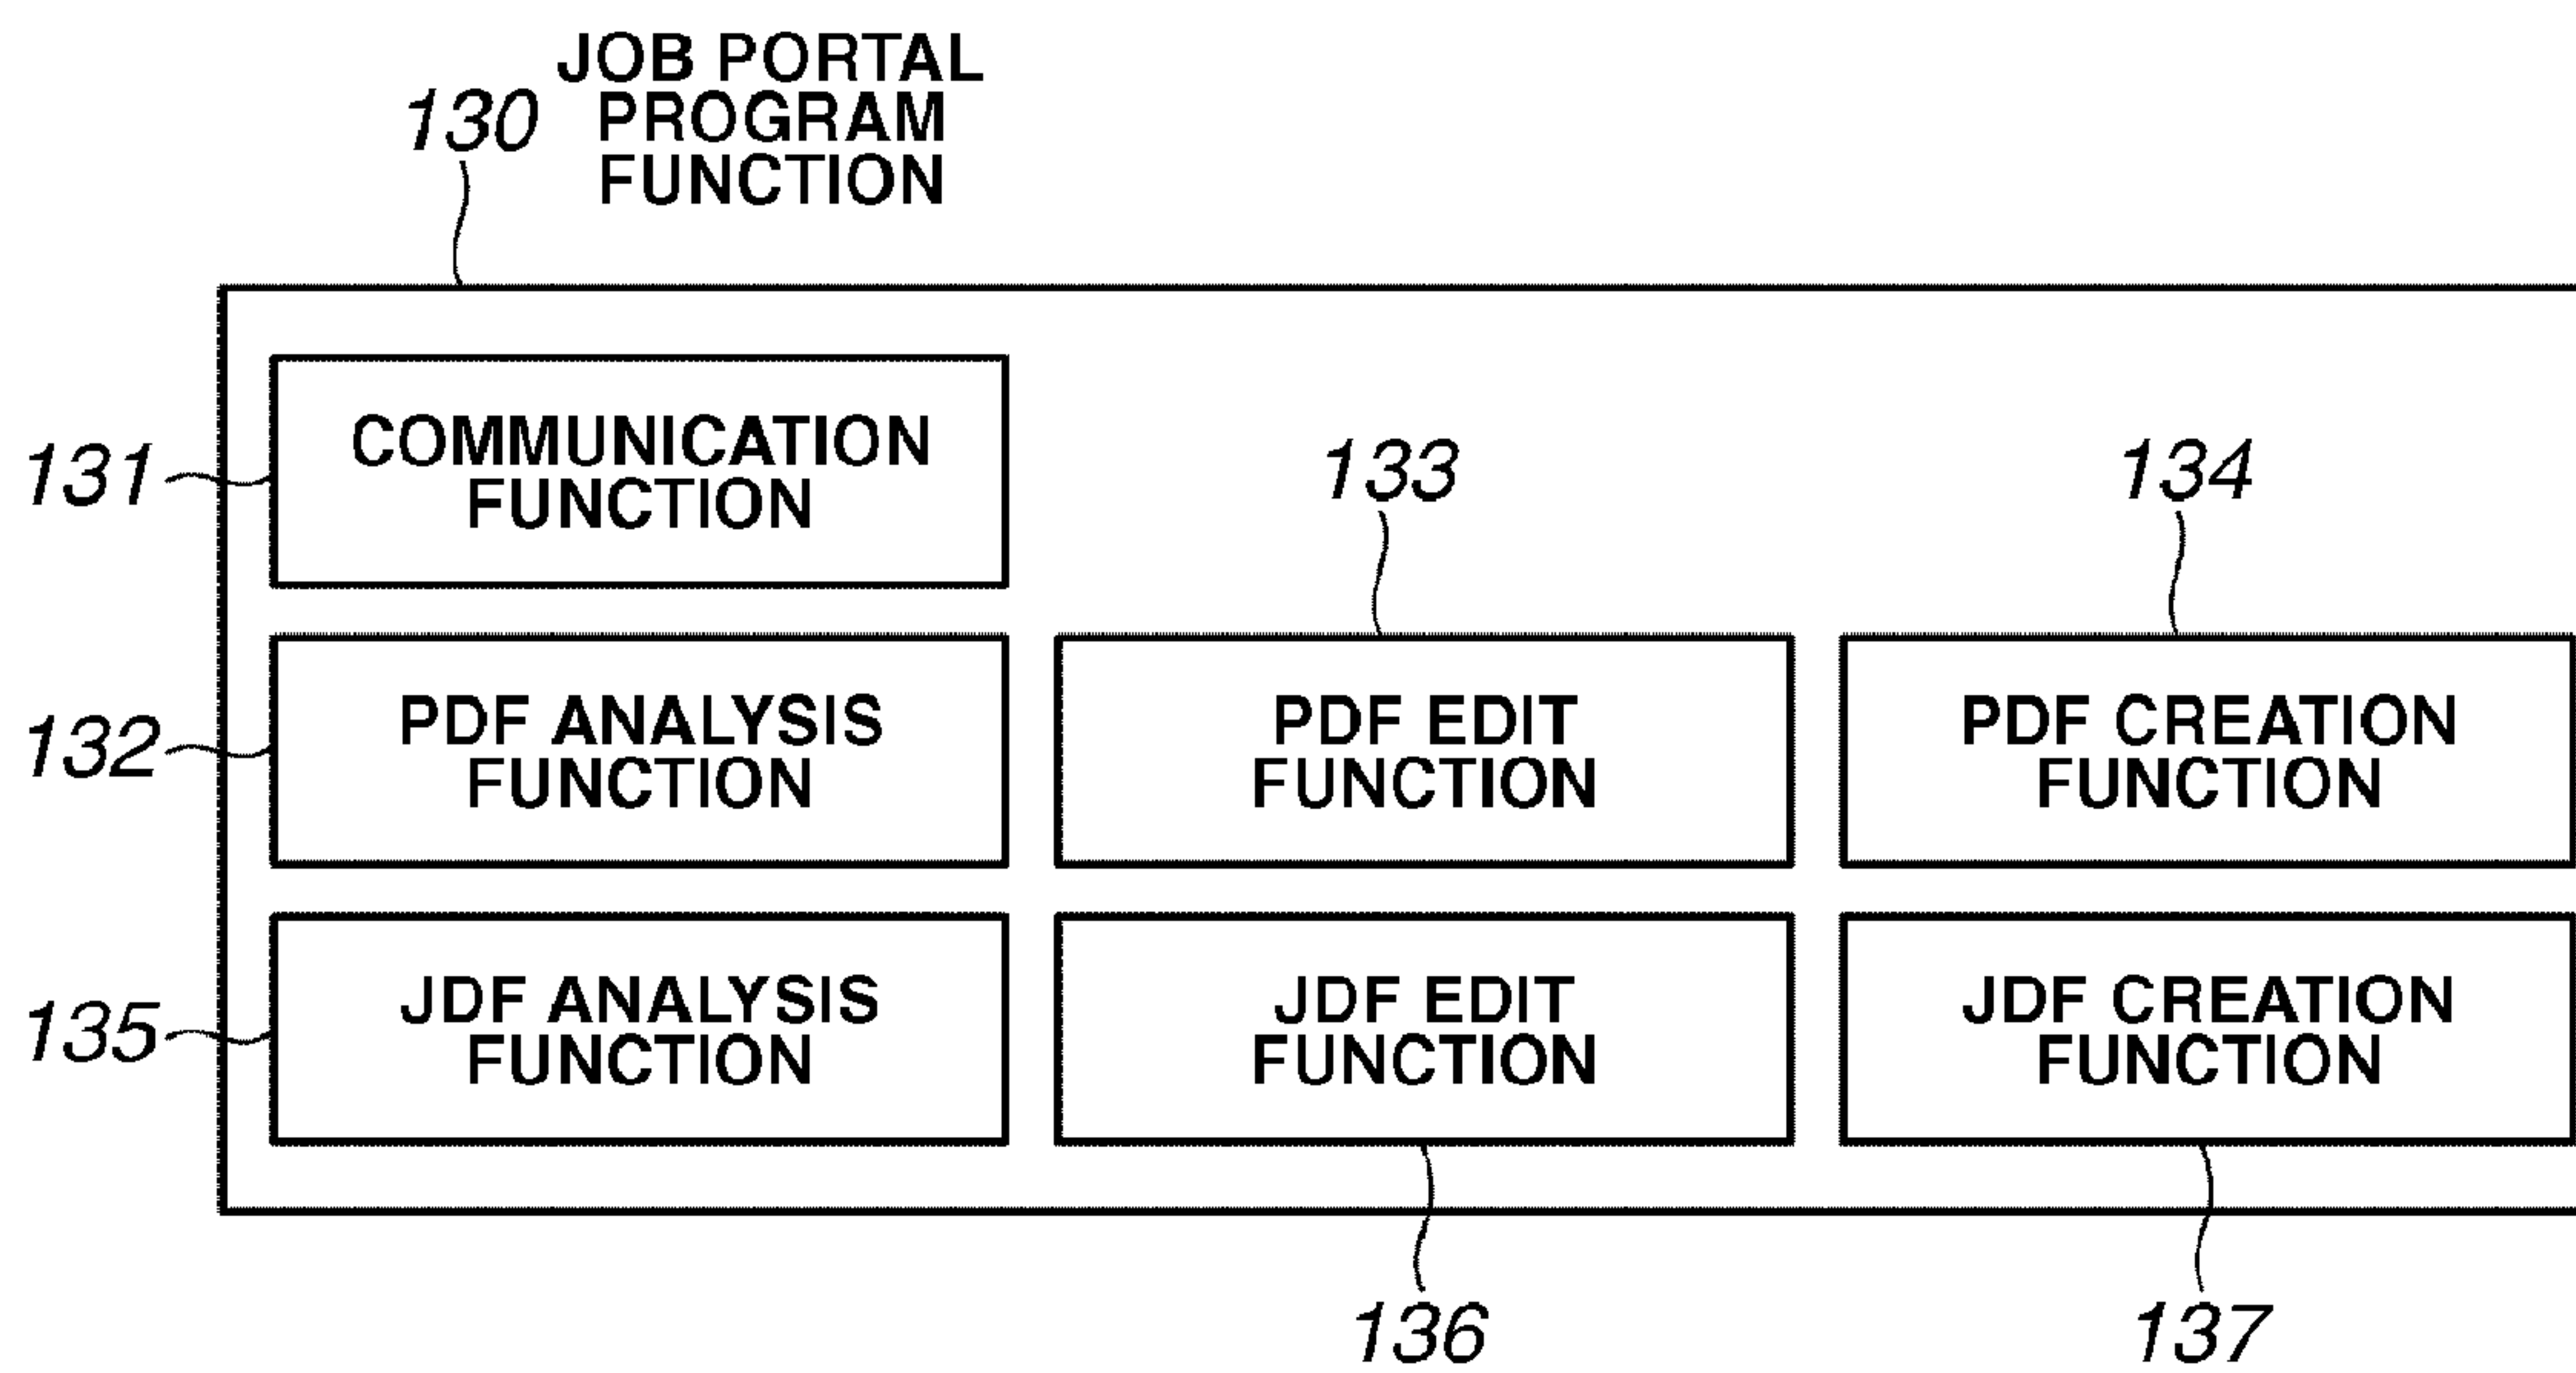 JOB PORTAL
130
PROGRAM
FUNCTION
COMMUNICATION
FUNCTION
131
133
134
PDF ANALYSIS
FUNCTION
132
PDF EDIT
FUNCTION
PDF CREATION
FUNCTION
JDF ANALYSIS
FUNCTION
135
JDF EDIT
FUNCTION
JDF CREATION
FUNCTION
136
137